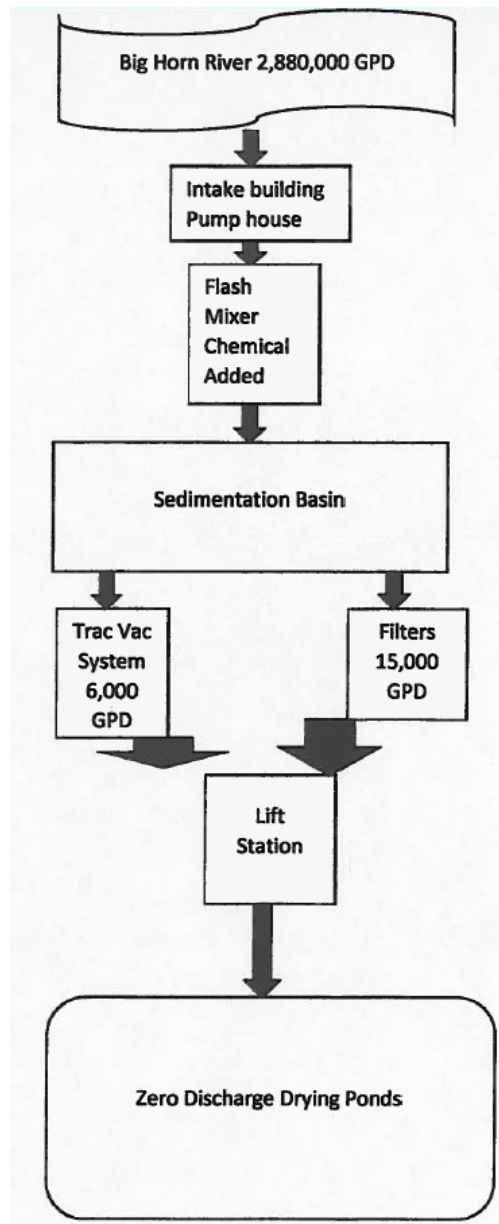 Big Horn River 2,880,000 GPD
Intake building
Pump house
Flash
Mixer
Chemical
Added
Sedimentation Basin
Trac Vac
System
6,000
GPD
Filters
15,000
GPD
Lift
Station
Zero Discharge Drying Ponds